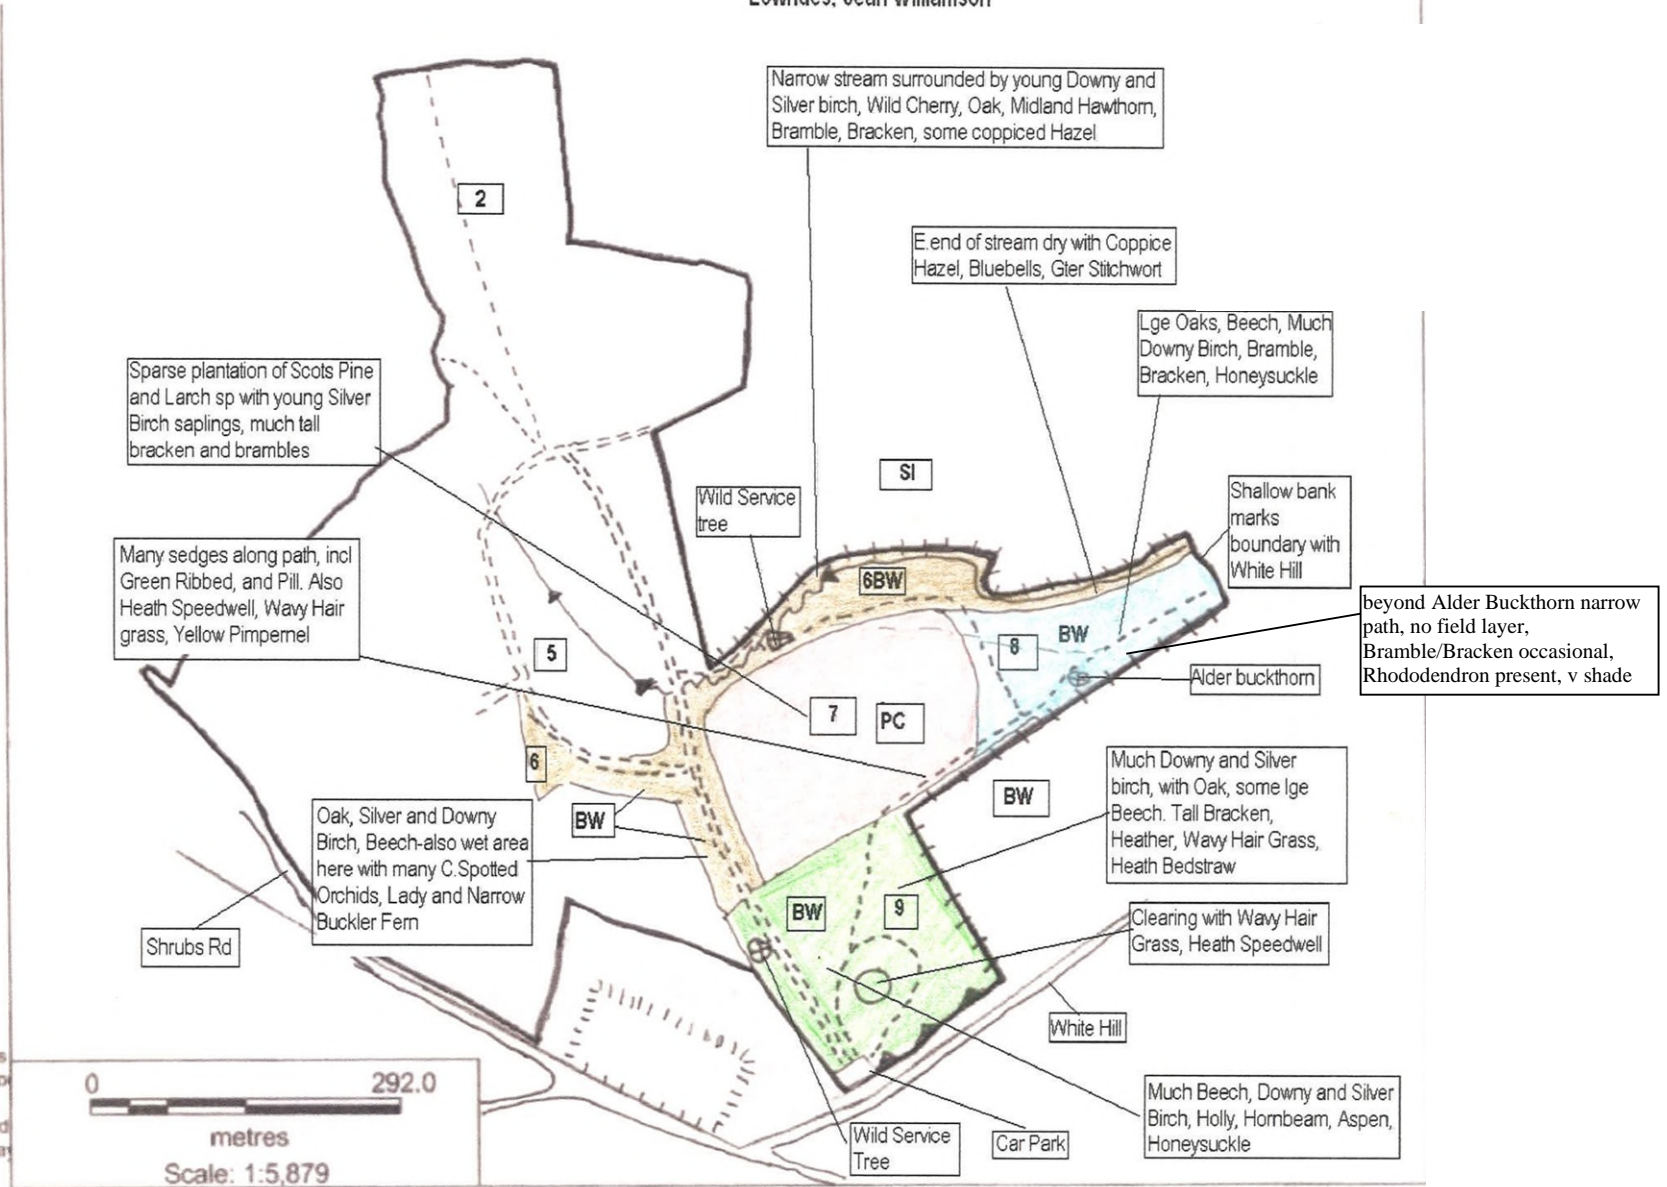 Narrow stream surrounded by young Downy and
Silver birch, Wild Cherry, Oak, Midland Hawthorn,
Bramble, Bracken, some coppiced Hazel
2
E.end of stream dry with Coppice
Hazel, Bluebells, Gter Stitchwort
Lge Oaks, Beech, Much
Downy Birch, Bramble,
Bracken, Honeysuckle
Sparse plantation of Scots Pine
and Larch sp with young Silver
Birch saplings, much tall
bracken and brambles
SI
Wild Service
tree
Shallow bank
marks
boundary with
White Hill
Many sedges along path, incl
Green Ribbed, and Pill. Also
Heath Speedwell, Wavy Hair
grass, Yellow Pimpernel
6BW
beyond Alder Buckthorn narrow
path, no field layer,
Bramble/Bracken occasional,
Rhododendron present, v shade
5
8
BW
Alder buckthorn
7
PC
6
BW
BW
Much Downy and Silver
birch, with Oak, some lge
Beech. Tall Bracken,
Heather, Wavy Hair Grass,
Heath Bedstraw
Oak, Silver and Downy
Birch, Beech-also wet area
here with many C.Spotted
Orchids, Lady and Narrow
Buckler Fern
BW
9
Shrubs Rd
Clearing with Wavy Hair
Grass, Heath Speedwell
White Hill
0 292.0
metres
Scale: 1:5,879
Wild Service
Tree
Car Park
Much Beech, Downy and Silver
Birch, Holly, Hornbeam, Aspen,
Honeysuckle